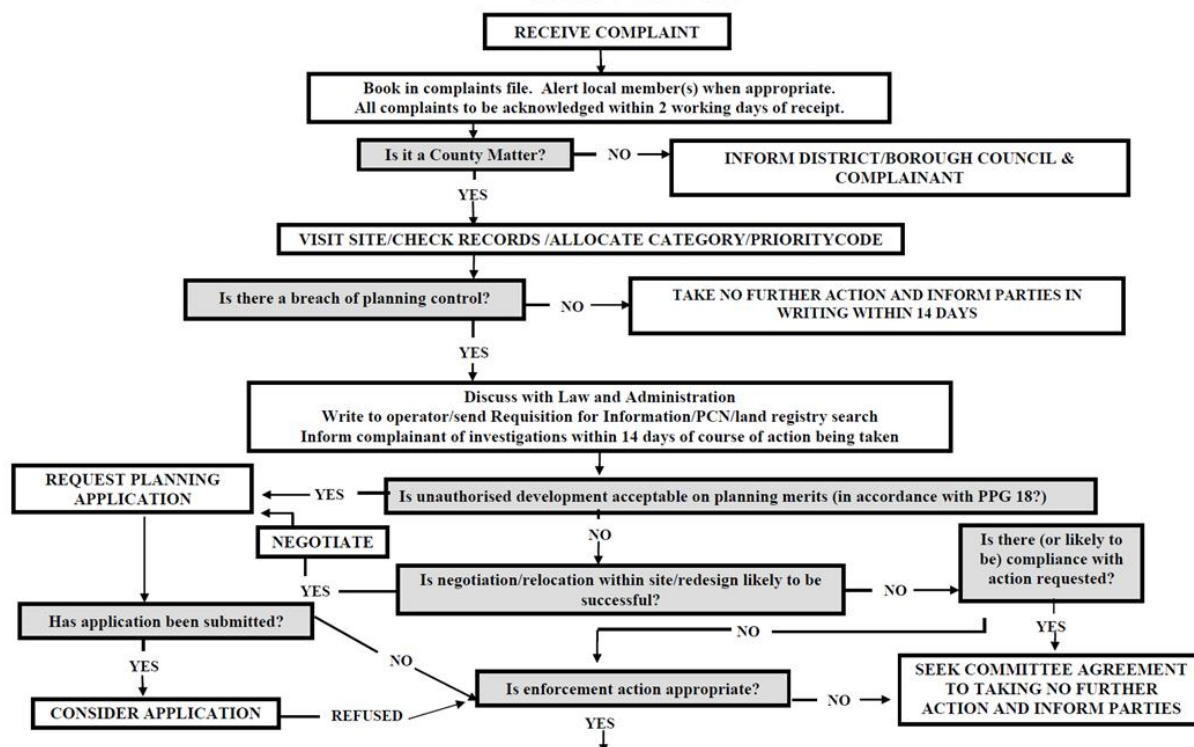 RECEIVE COMPLAINT
Book in complaints file. Alert local member(s) when appropriate.
All complaints to be acknowledged within 2 working days of receipt.
Is it a County Matter?
NO
INFORM DISTRICT/BOROUGH COUNCIL &
COMPLAINANT
YES
VISIT SITE/CHECK RECORDS /ALLOCATE CATEGORY/PRIORITYCODE
Is there a breach of planning control?
NO
TAKE NO FURTHER ACTION AND INFORM PARTIES IN
WRITING WITHIN 14 DAYS
YES
Discuss with Law and Administration
Write to operator/send Requisition for Information/PCN/land registry search
Inform complainant of investigations within 14 days of course of action being taken
REQUEST PLANNING
APPLICATION
YES
Is unauthorised development acceptable on planning merits (in accordance with PPG 18?)
NEGOTIATE
NO
Is there (or likely to
be) compliance with
action requested?
YES
Is negotiation/relocation within site/redesign likely to be
successful?
NO
Has application been submitted?
NO
YES
YES
NO
SEEK COMMITTEE AGREEMENT
TO TAKING NO FURTHER
ACTION AND INFORM PARTIES
Is enforcement action appropriate?
NO
CONSIDER APPLICATION
REFUSED
YES